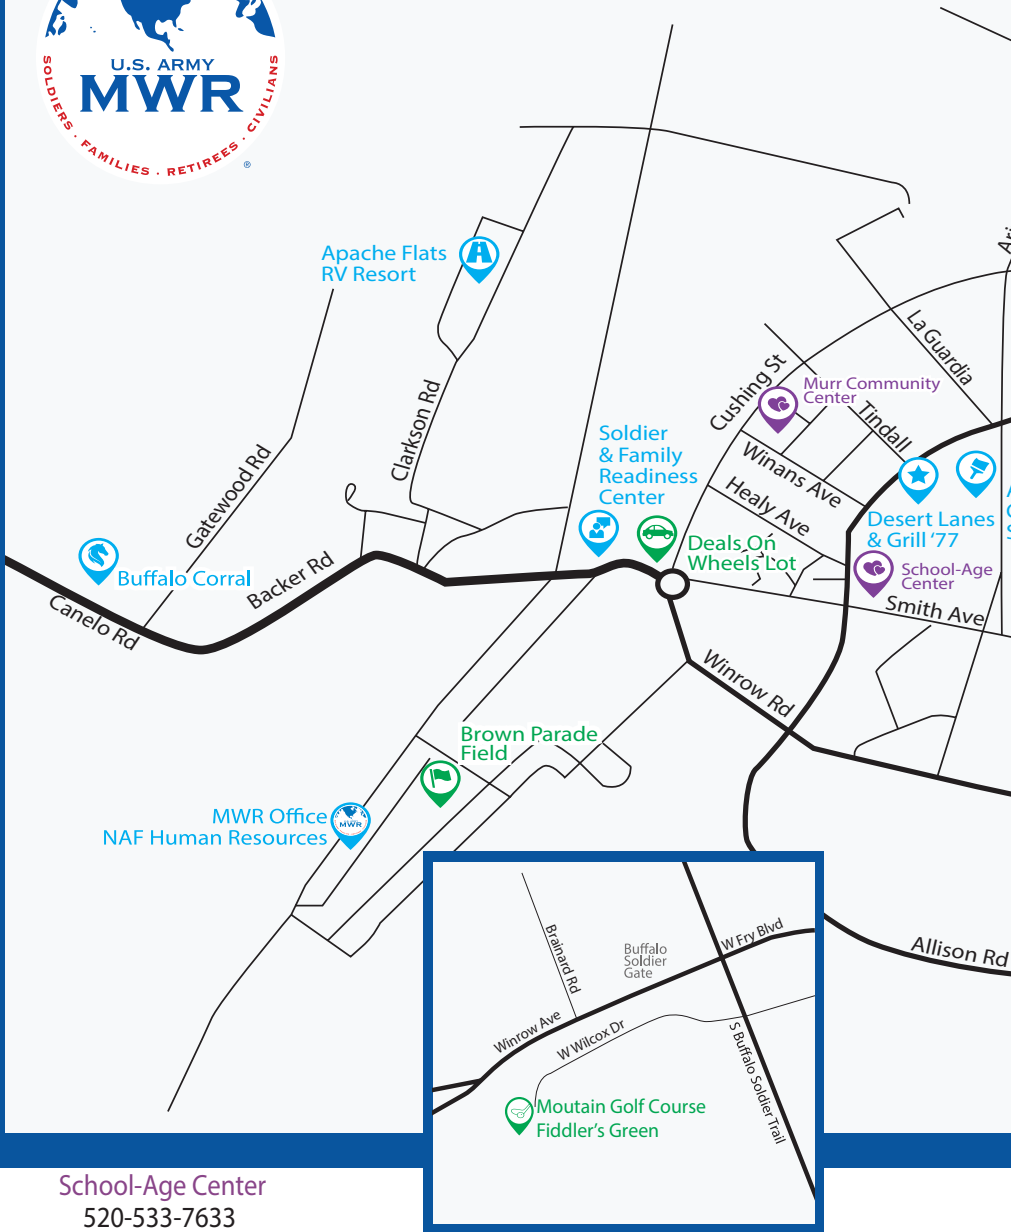 U.S. ARMY
MWR
SOLDIERS · FAMILIES · RETIREES · CIVILIANS
®
Apache Flats
RV Resort
La Guardia
Cushing St
Murr Community
Center
Tindall
Clarkson Rd
Soldier
& Family
Readiness
Center
Winans Ave
Healy Ave
Gatewood Rd
Desert Lanes
& Grill '77
Deals On
Wheels Lot
Buffalo Corral
Backer Rd
School-Age
Center
Canelo Rd
Smith Ave
Winrow Rd
Brown Parade
Field
MWR
MWR Office
NAF Human Resources
Allison Rd
Brainard Rd
Buffalo
Soldier
Gate
W Fry Blvd
Winrow Ave
W Wilcox Dr
S Buffalo Soldier Trail
Moutain Golf Course
Fiddler's Green
School-Age Center
520-533-7633